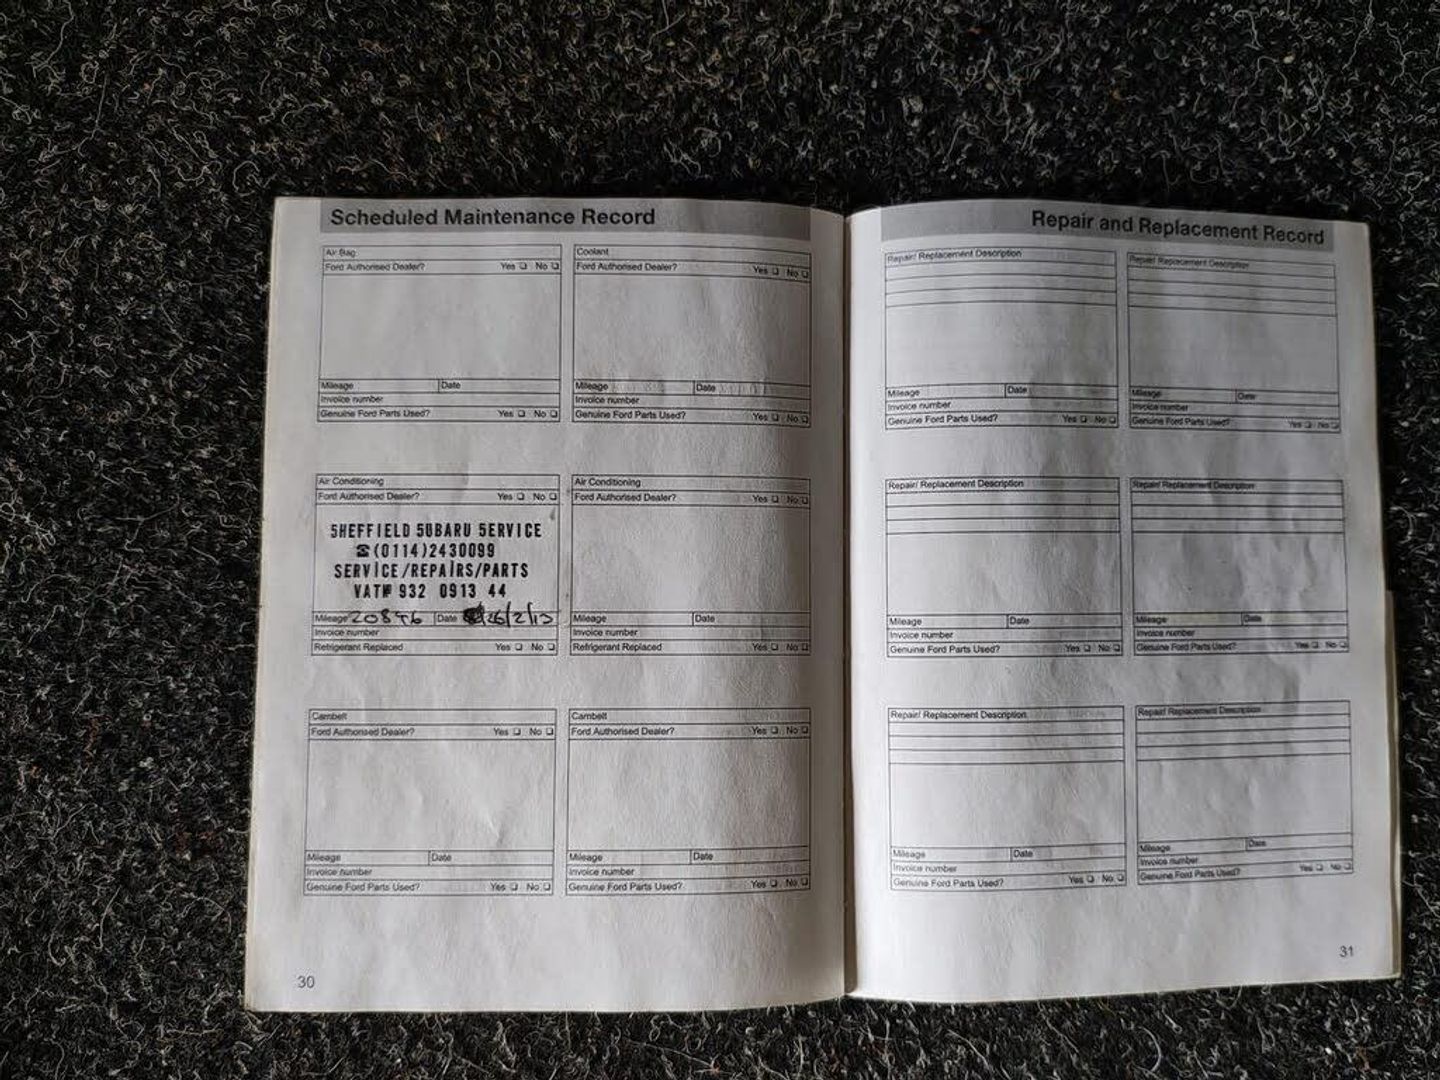 Scheduled Maintenance Record
Air Bag
Ford Authorised Dealer? Yes No
Mileage Date
Invoice number
Genuine Ford Parts Used? Yes No
Coolant
Ford Authorised Dealer? Yes No
Mileage Date
Invoice number
Genuine Ford Parts Used? Yes No
Air Conditioning
Ford Authorised Dealer? Yes No
SHEFFIELD SUBARU SERVICE
☎(0114)2430099
SERVICE/REPAIRS/PARTS
VAT№ 932 0913 44
Mileage Date 26/2/13
Invoice number
Refrigerant Replaced Yes No
Air Conditioning
Ford Authorised Dealer? Yes No
Mileage Date
Invoice number
Refrigerant Replaced Yes No
Cambelt
Ford Authorised Dealer? Yes No
Mileage Date
Invoice number
Genuine Ford Parts Used? Yes No
Cambelt
Ford Authorised Dealer? Yes No
Mileage Date
Invoice number
Genuine Ford Parts Used? Yes No
30
Repair and Replacement Record
Repair/ Replacement Description
Mileage Date
Invoice number
Genuine Ford Parts Used? Yes No
Repair/ Replacement Description
Mileage Date
Invoice number
Genuine Ford Parts Used? Yes No
Repair/ Replacement Description
Mileage Date
Invoice number
Genuine Ford Parts Used? Yes No
Repair/ Replacement Description
Mileage Date
Invoice number
Genuine Ford Parts Used? Yes No
Repair/ Replacement Description
Mileage Date
Invoice number
Genuine Ford Parts Used? Yes No
Repair/ Replacement Description
Mileage Date
Invoice number
Genuine Ford Parts Used? Yes No
31